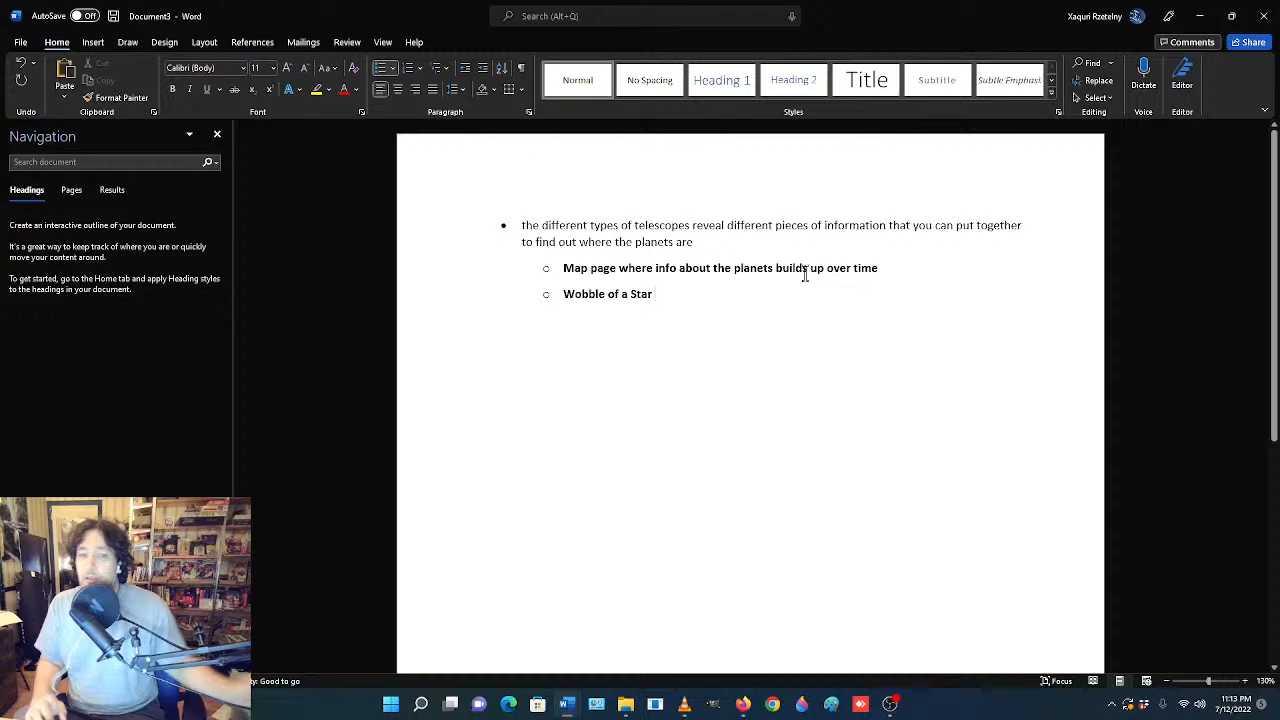 AutoSave Off Document3 - Word Search (Alt+Q) Xaquri Rzetelny
File Home Insert Draw Design Layout References Mailings Review View Help Comments Share
Cut
Copy
Paste
Format Painter
Calibri (Body) 11
Normal No Spacing Heading 1 Heading 2 Title Subtitle Subtle Emphasis
Find
Replace
Select
Dictate Editor
Undo Clipboard Font Paragraph Styles Editing Voice Editor
Navigation
Search document
Headings Pages Results
Create an interactive outline of your document.
It's a great way to keep track of where you are or quickly
move your content around.
To get started, go to the Home tab and apply Heading styles
to the headings in your document.
the different types of telescopes reveal different pieces of information that you can put together
to find out where the planets are
Map page where info about the planets builds up over time
Wobble of a Star
y: Good to go Focus 130%
11:13 PM
7/12/2022